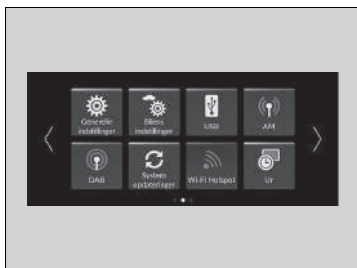 Generelle
indstillinger
Bilens
indstillinger
USB
AM
DAB
System
opdateringer
Wi-Fi Hotspot
Ur